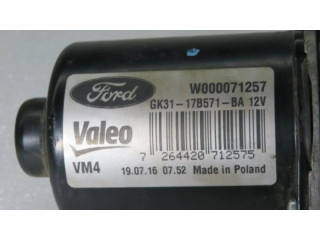 Ford
W000071257
GK31-17B571-BA 12V
Valeo
VM4
7 264420 712575
19.07.16 07.52 Made in Poland